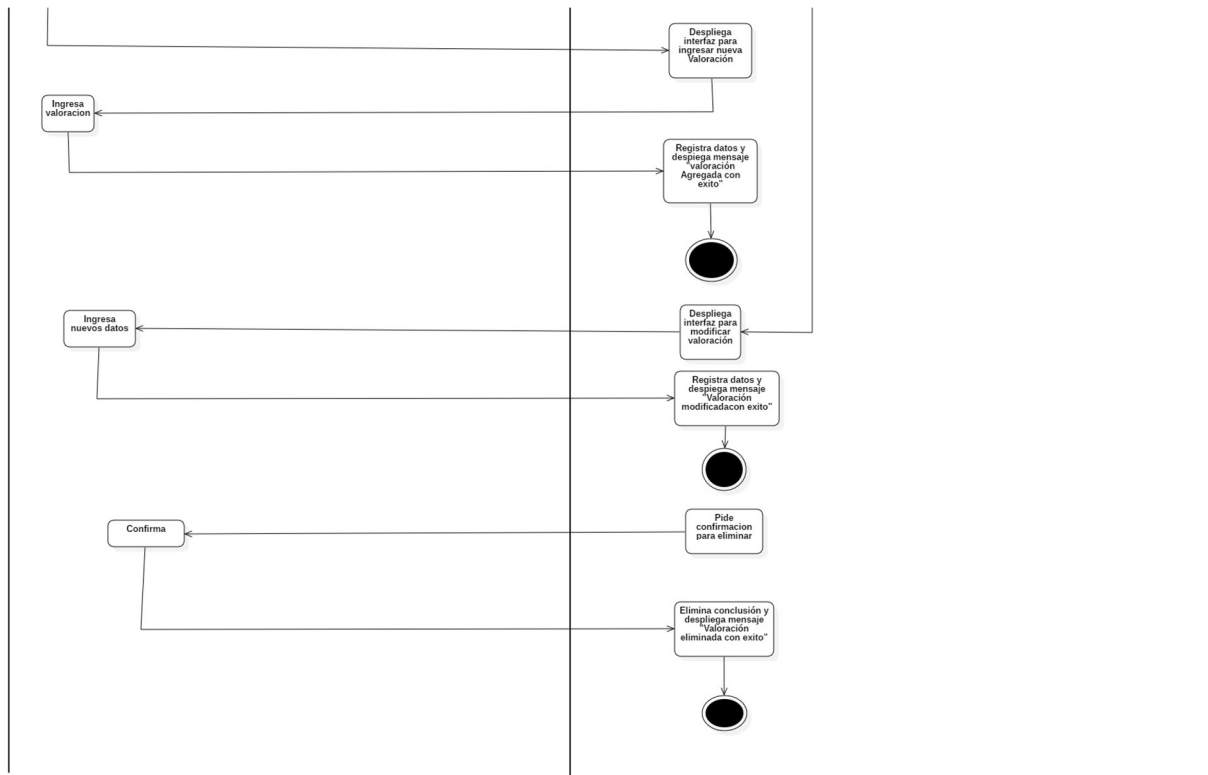 Despliega
interfaz para
ingresar nueva
Valoración
Ingresa
valoracion
Registra datos y
despiega mensaje
"valoración
Agregada con
exito"
Ingresa
nuevos datos
Despliega
interfaz para
modificar
valoración
Registra datos y
despiega mensaje
"Valoración
modificadacon exito"
Confirma
Pide
confirmacion
para eliminar
Elimina conclusión y
despliega mensaje
"Valoración
eliminada con exito"